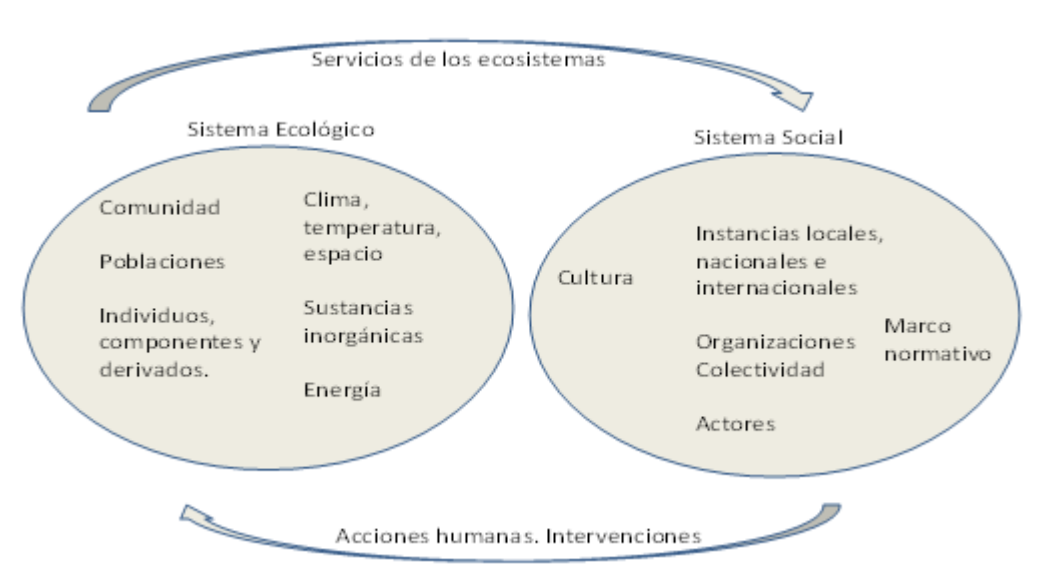 Servicios de los ecosistemas
Sistema Ecológico
Comunidad
Poblaciones
Individuos,
componentes y
derivados.
Clima,
temperatura,
espacio
Sustancias
inorgánicas
Energía
Sistema Social
Cultura
Instancias locales,
nacionales e
internacionales
Organizaciones
Colectividad
Actores
Marco
normativo
Acciones humanas. Intervenciones